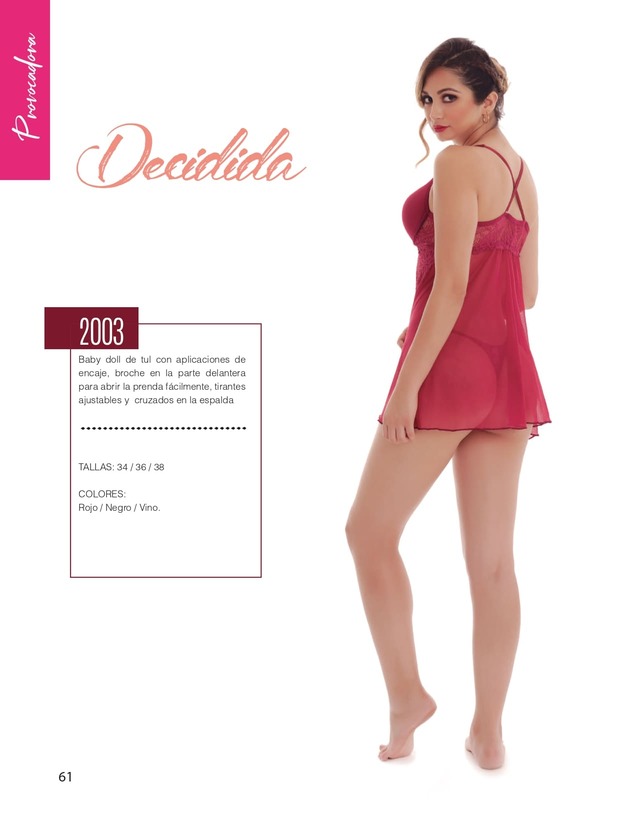 Provocadora
Decidida
2003
Baby doll de tul con aplicaciones de
encaje, broche en la parte delantera
para abrir la prenda fácilmente, tirantes
ajustables y cruzados en la espalda
TALLAS: 34 / 36 / 38
COLORES:
Rojo / Negro / Vino.
61